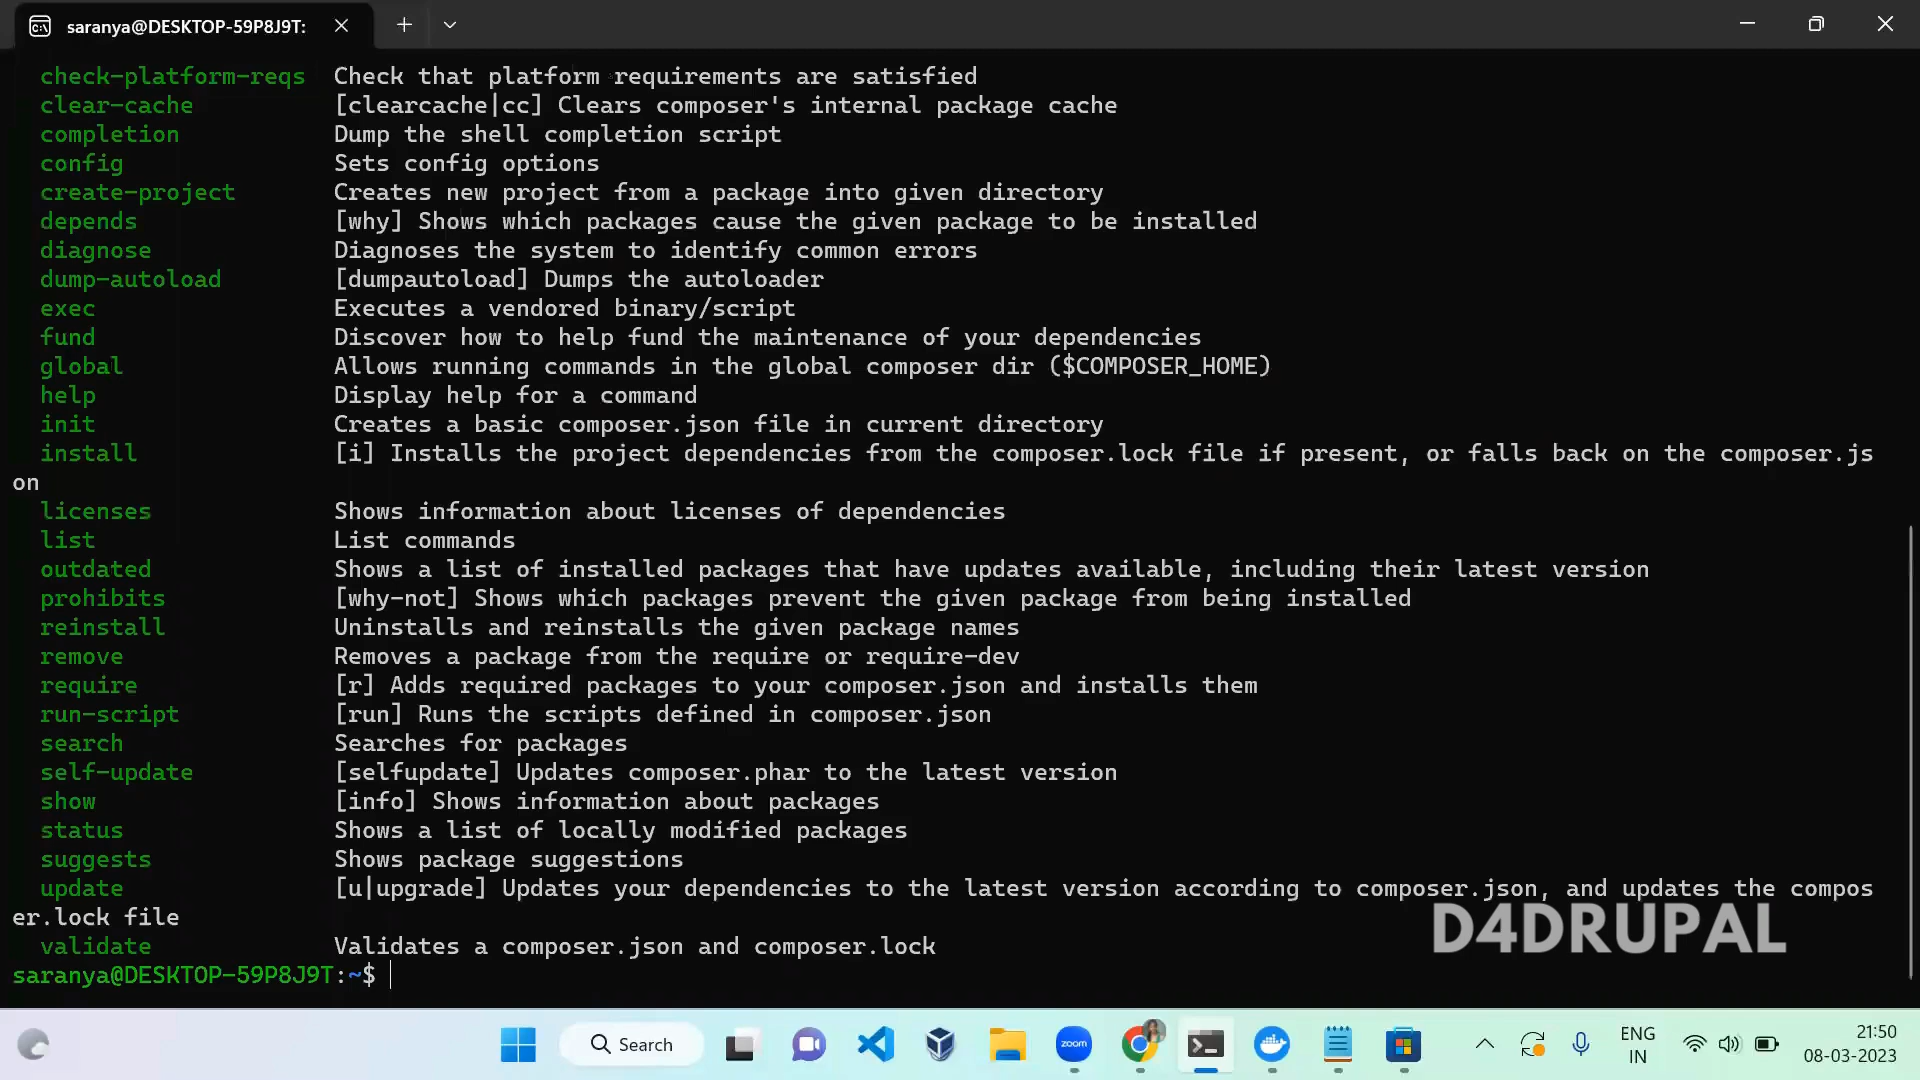 saranya@DESKTOP-59P8J9T:
check-platform-reqs Check that platform requirements are satisfied
clear-cache [clearcache|cc] Clears composer's internal package cache
completion Dump the shell completion script
config Sets config options
create-project Creates new project from a package into given directory
depends [why] Shows which packages cause the given package to be installed
diagnose Diagnoses the system to identify common errors
dump-autoload [dumpautoload] Dumps the autoloader
exec Executes a vendored binary/script
fund Discover how to help fund the maintenance of your dependencies
global Allows running commands in the global composer dir ($COMPOSER_HOME)
help Display help for a command
init Creates a basic composer.json file in current directory
install [i] Installs the project dependencies from the composer.lock file if present, or falls back on the composer.js
on
licenses Shows information about licenses of dependencies
list List commands
outdated Shows a list of installed packages that have updates available, including their latest version
prohibits [why-not] Shows which packages prevent the given package from being installed
reinstall Uninstalls and reinstalls the given package names
remove Removes a package from the require or require-dev
require [r] Adds required packages to your composer.json and installs them
run-script [run] Runs the scripts defined in composer.json
search Searches for packages
self-update [selfupdate] Updates composer.phar to the latest version
show [info] Shows information about packages
status Shows a list of locally modified packages
suggests Shows package suggestions
update [u|upgrade] Updates your dependencies to the latest version according to composer.json, and updates the compos
er.lock file
validate Validates a composer.json and composer.lock
saranya@DESKTOP-59P8J9T:~$
D4DRUPAL
Search
zoom
ENG
IN
21:50
08-03-2023